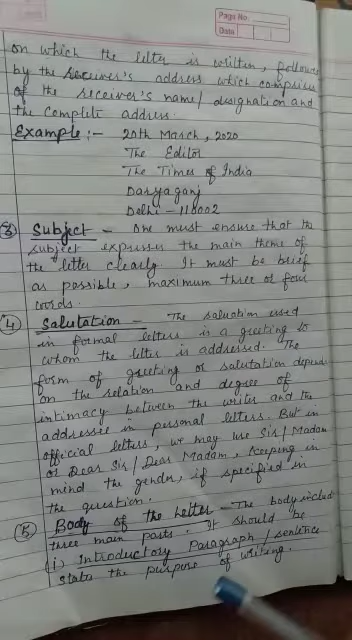 Page No.
Date
on which the letter is written, follow
by the receiver's address which comprises
of the receiver's name/designation and
the complete address.
Example:- 20th March, 2020
The Editor
The Times of India
Daryaganj
Delhi - 110002
③ Subject - One must ensure that the
subject expresses the main theme of
the letter clearly. It must be brief
as possible, maximum three or four
words.
④ Salutation - The saluation used
in formal letters is a greeting to
whom the letter is addressed. The
form of greeting or salutation depends
on the relation and degree of
intimacy between the writer and the
addressee in personal letters. But in
official letters, we may use Sir/Madam
or Dear Sir/Dear Madam, keeping in
mind the gender, if specified in
the question.
⑤ Body of the Letter - The body includ
three main parts. It should be
(i) Introductory Paragraph/sentence
states the purpose of writing.